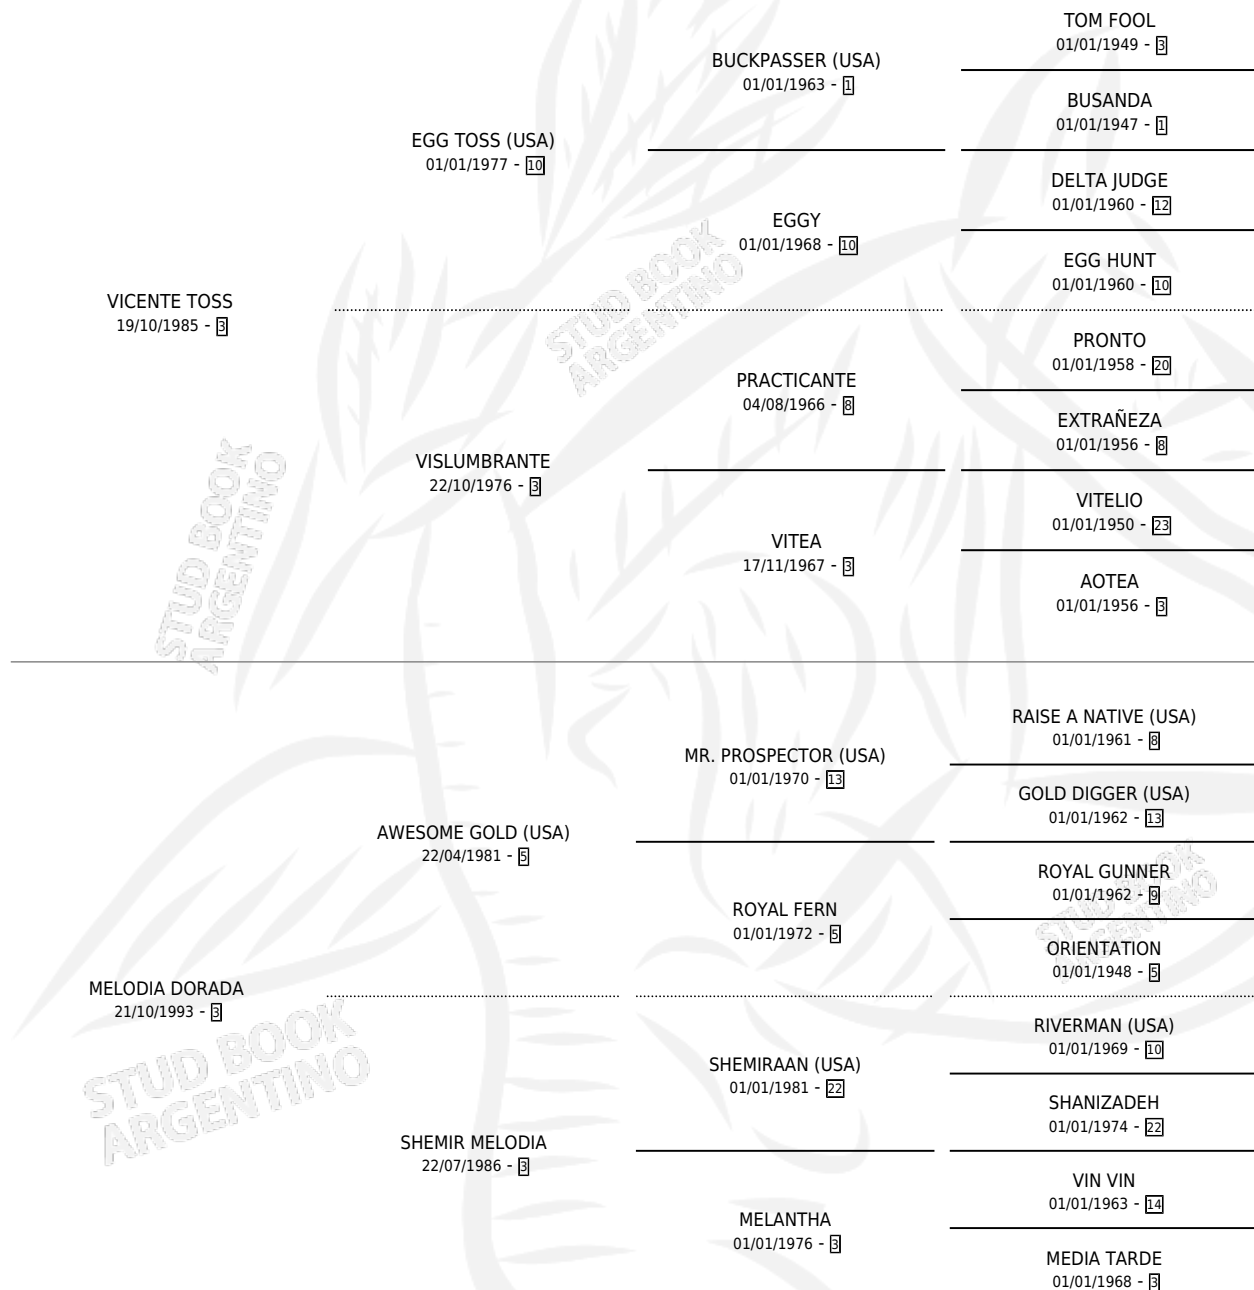 TOM FOOL
01/01/1949 - 3
BUCKPASSER (USA)
01/01/1963 - 1
BUSANDA
01/01/1947 - 1
EGG TOSS (USA)
01/01/1977 - 10
DELTA JUDGE
01/01/1960 - 12
EGGY
01/01/1968 - 10
EGG HUNT
01/01/1960 - 10
VICENTE TOSS
19/10/1985 - 3
PRONTO
01/01/1958 - 20
PRACTICANTE
04/08/1966 - 8
EXTRAÑEZA
01/01/1956 - 8
VISLUMBRANTE
22/10/1976 - 3
VITELIO
01/01/1950 - 23
VITEA
17/11/1967 - 3
AOTEA
01/01/1956 - 3
RAISE A NATIVE (USA)
01/01/1961 - 8
MR. PROSPECTOR (USA)
01/01/1970 - 13
GOLD DIGGER (USA)
01/01/1962 - 13
AWESOME GOLD (USA)
22/04/1981 - 5
ROYAL GUNNER
01/01/1962 - 9
ROYAL FERN
01/01/1972 - 5
ORIENTATION
01/01/1948 - 5
MELODIA DORADA
21/10/1993 - 3
RIVERMAN (USA)
01/01/1969 - 10
SHEMIRAAN (USA)
01/01/1981 - 22
SHANIZADEH
01/01/1974 - 22
SHEMIR MELODIA
22/07/1986 - 3
VIN VIN
01/01/1963 - 14
MELANTHA
01/01/1976 - 3
MEDIA TARDE
01/01/1968 - 3
STUD BOOK
ARGENTINO
STUD BOOK
ARGENTINO
STUD BOOK
ARGENTINO
STUD BOOK
ARGENTINO